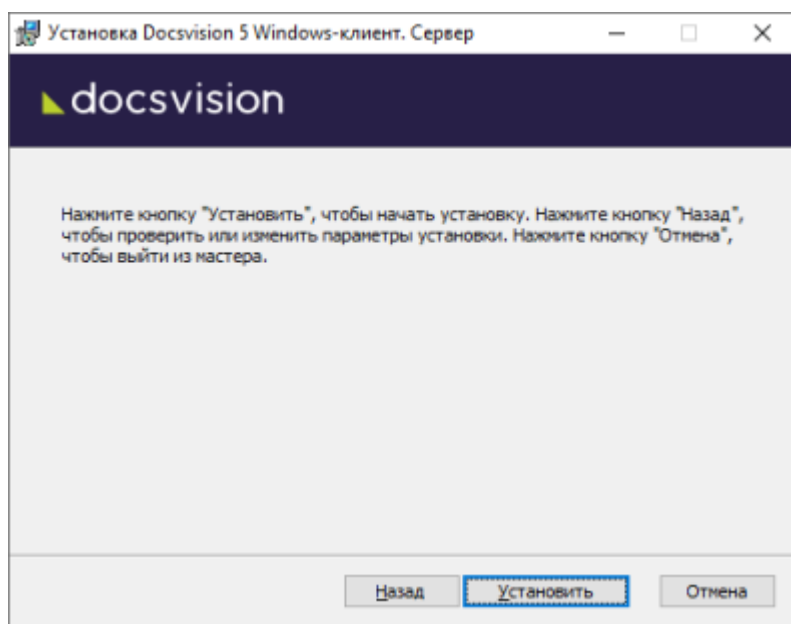 Установка Docsvision 5 Windows-клиент. Сервер
docsvision
Нажмите кнопку "Установить", чтобы начать установку. Нажмите кнопку "Назад",
чтобы проверить или изменить параметры установки. Нажмите кнопку "Отмена",
чтобы выйти из мастера.
Назад Установить Отмена